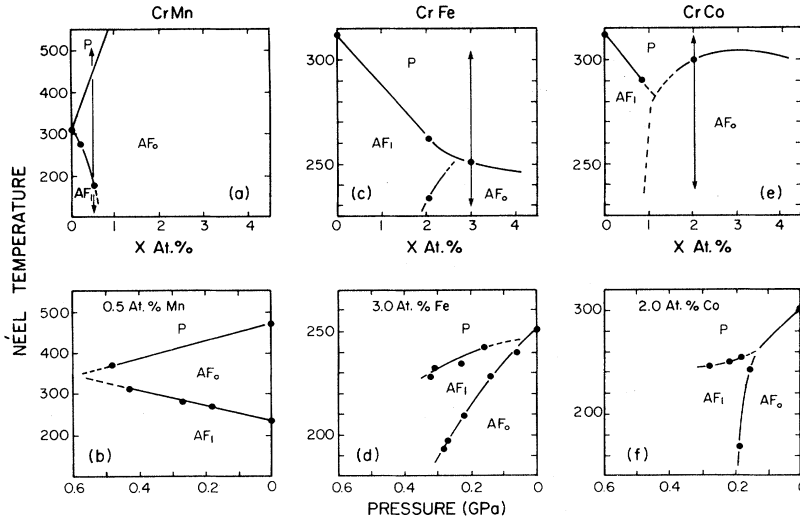 CrMn
CrFe
CrCo
NÉEL TEMPERATURE
500
400
300
200
P
AF₀
AF₁
(a)
0 1 2 3 4
X At.%
300
250
P
AF₁
AF₀
(c)
0 1 2 3 4
X At.%
300
250
P
AF₁
AF₀
(e)
0 1 2 3 4
X At.%
0.5 At. % Mn
500
400
300
200
P
AF₀
AF₁
(b)
0.6 0.4 0.2 0
3.0 At. % Fe
250
200
P
AF₁
AF₀
(d)
0.6 0.4 0.2 0
2.0 At. % Co
300
200
P
AF₁
AF₀
(f)
0.6 0.4 0.2 0
PRESSURE (GPa)